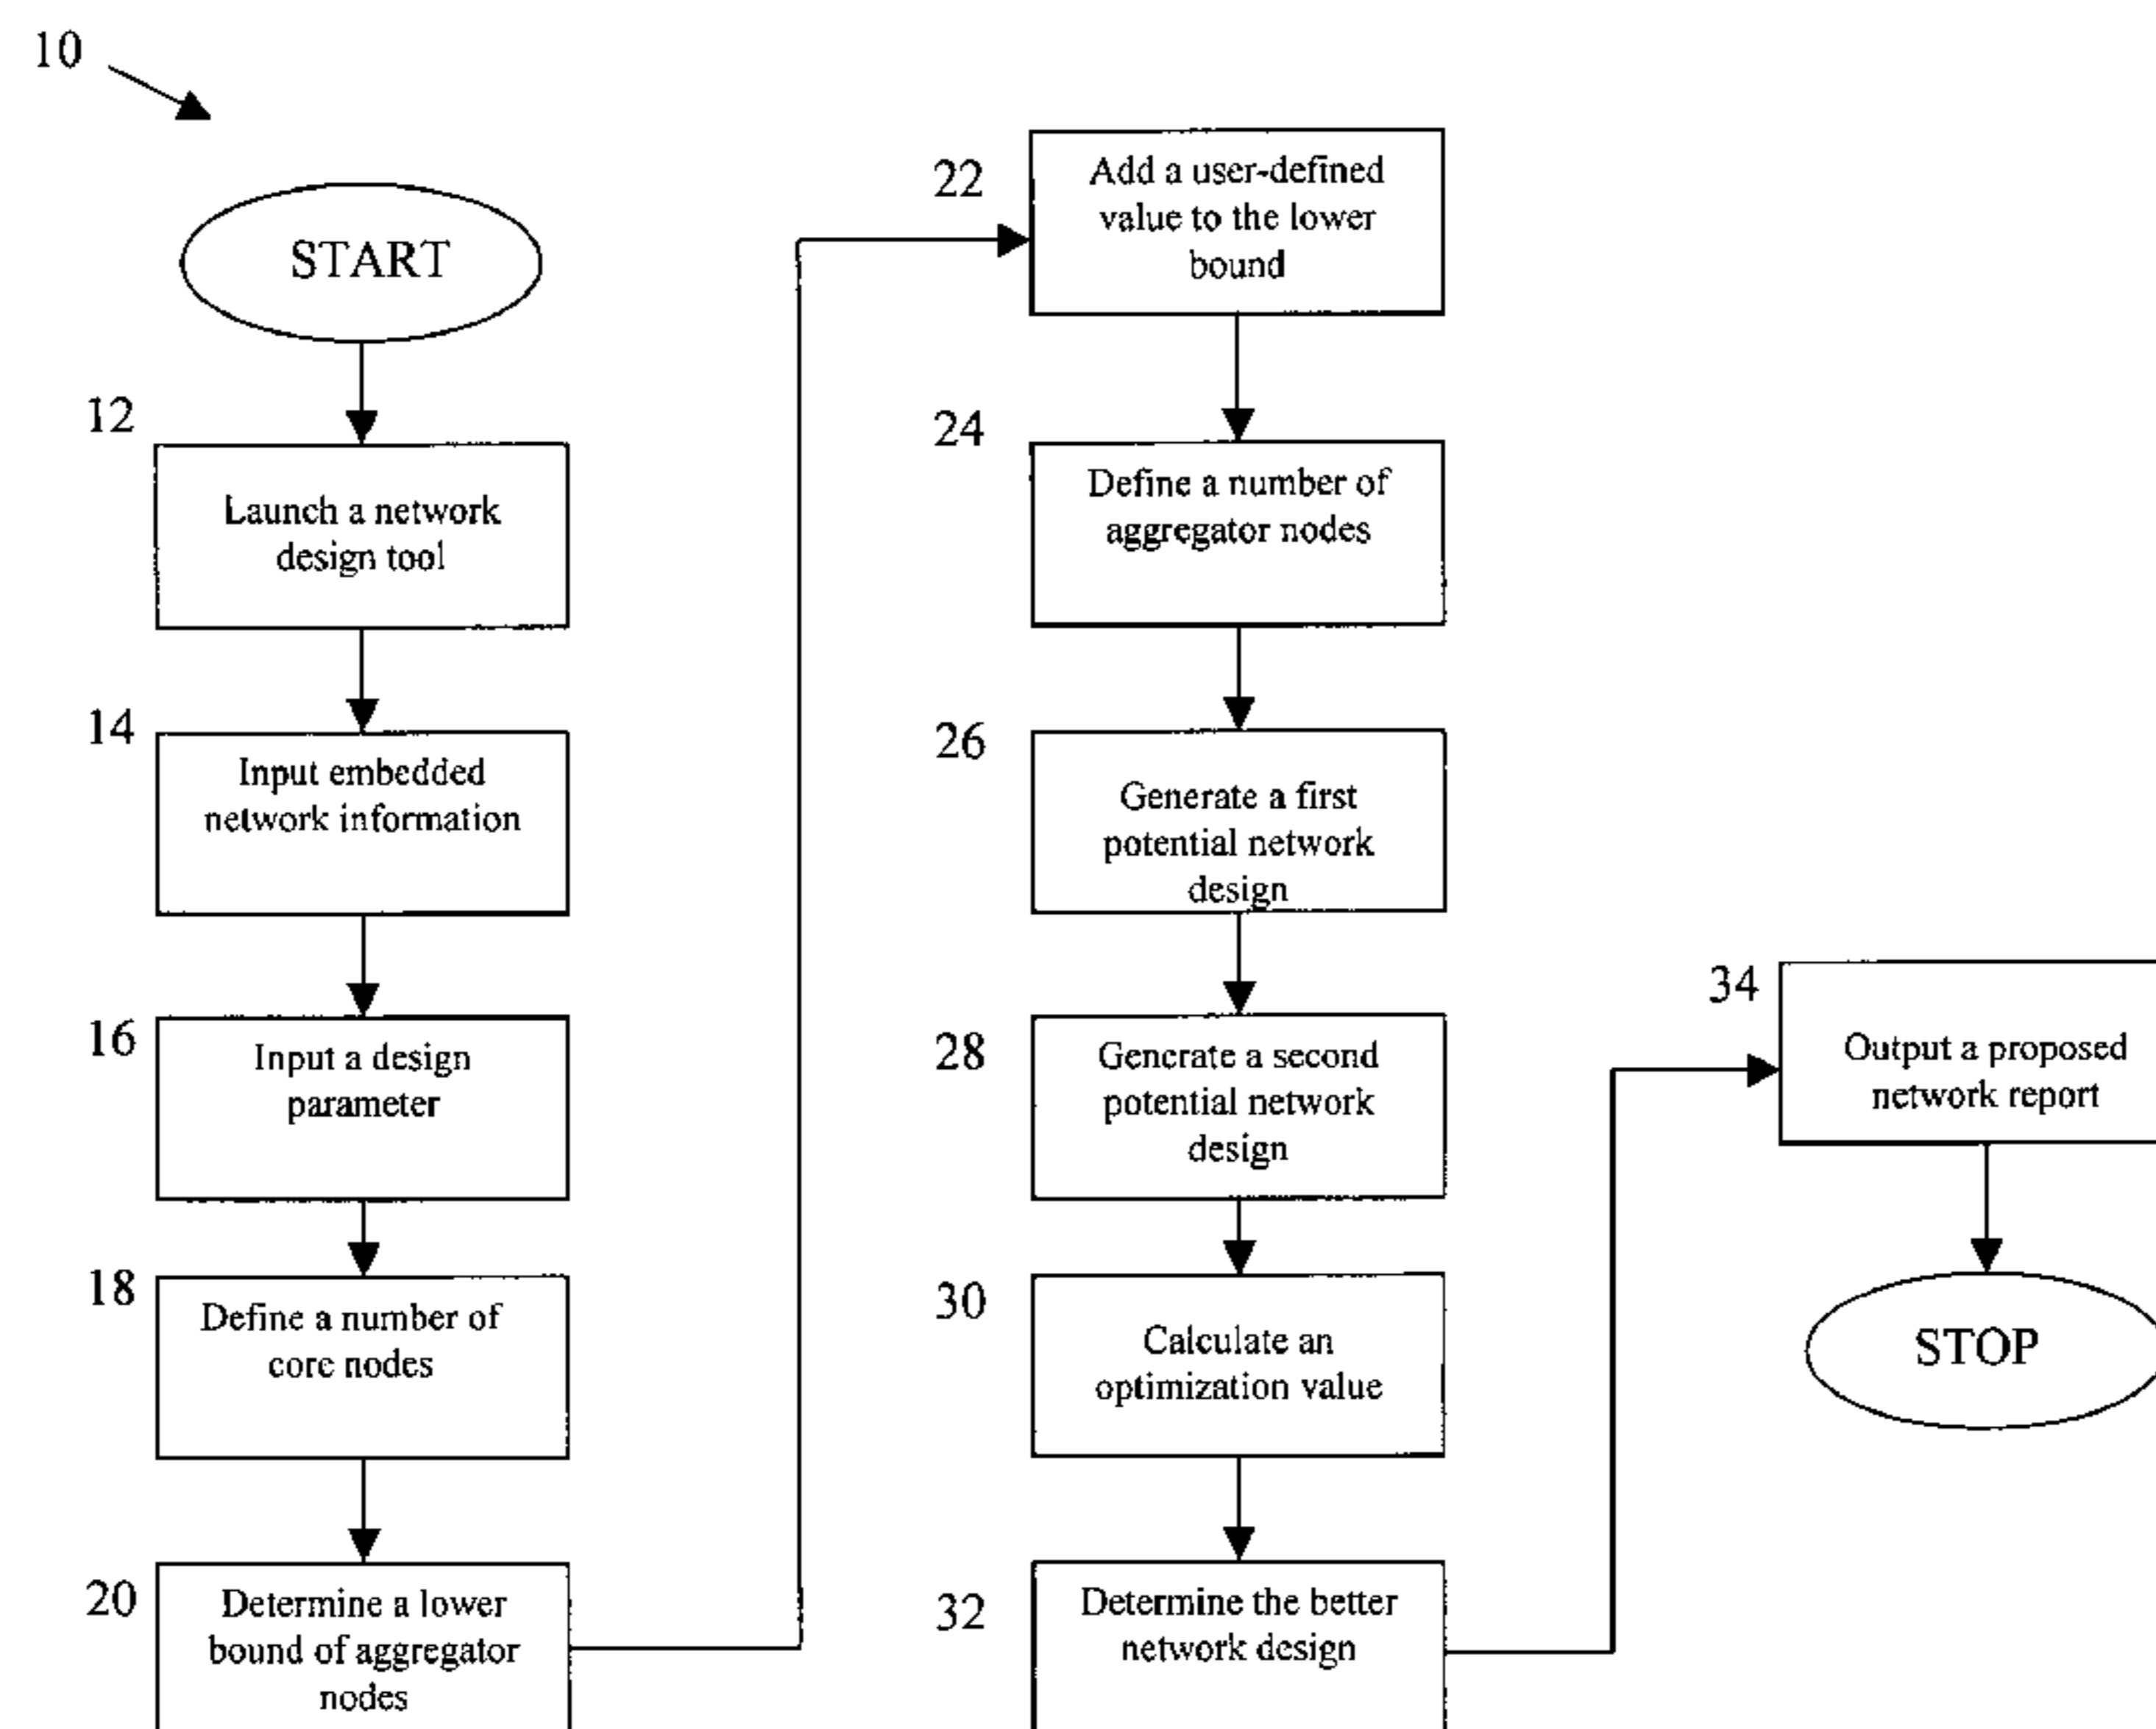 10
START
12
Launch a network
design tool
14
Input embedded
network information
16
Input a design
parameter
18
Define a number of
core nodes
20
Determine a lower
bound of aggregator
nodes
22
Add a user-defined
value to the lower
bound
24
Define a number of
aggregator nodes
26
Generate a first
potential network
design
28
Generate a second
potential network
design
30
Calculate an
optimization value
32
Determine the better
network design
34
Output a proposed
network report
STOP